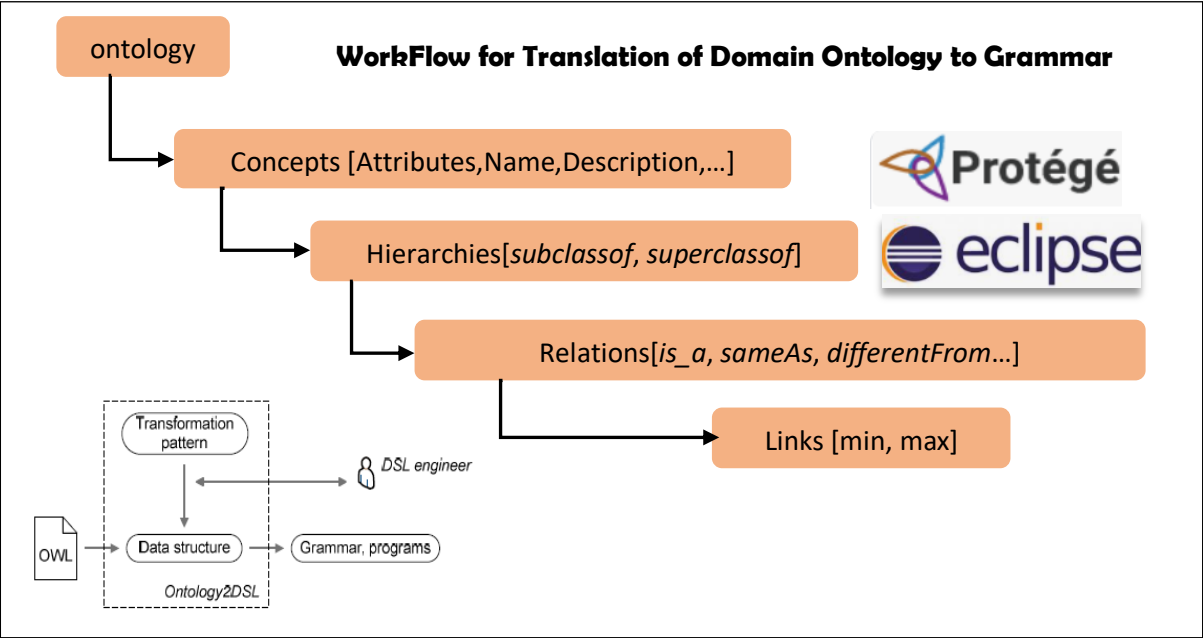 ontology
WorkFlow for Translation of Domain Ontology to Grammar
Concepts [Attributes,Name,Description,…]
Protégé
Hierarchies[subclassof, superclassof]
eclipse
Relations[is_a, sameAs, differentFrom…]
Links [min, max]
Transformation
pattern
DSL engineer
OWL
Data structure
Grammar, programs
Ontology2DSL